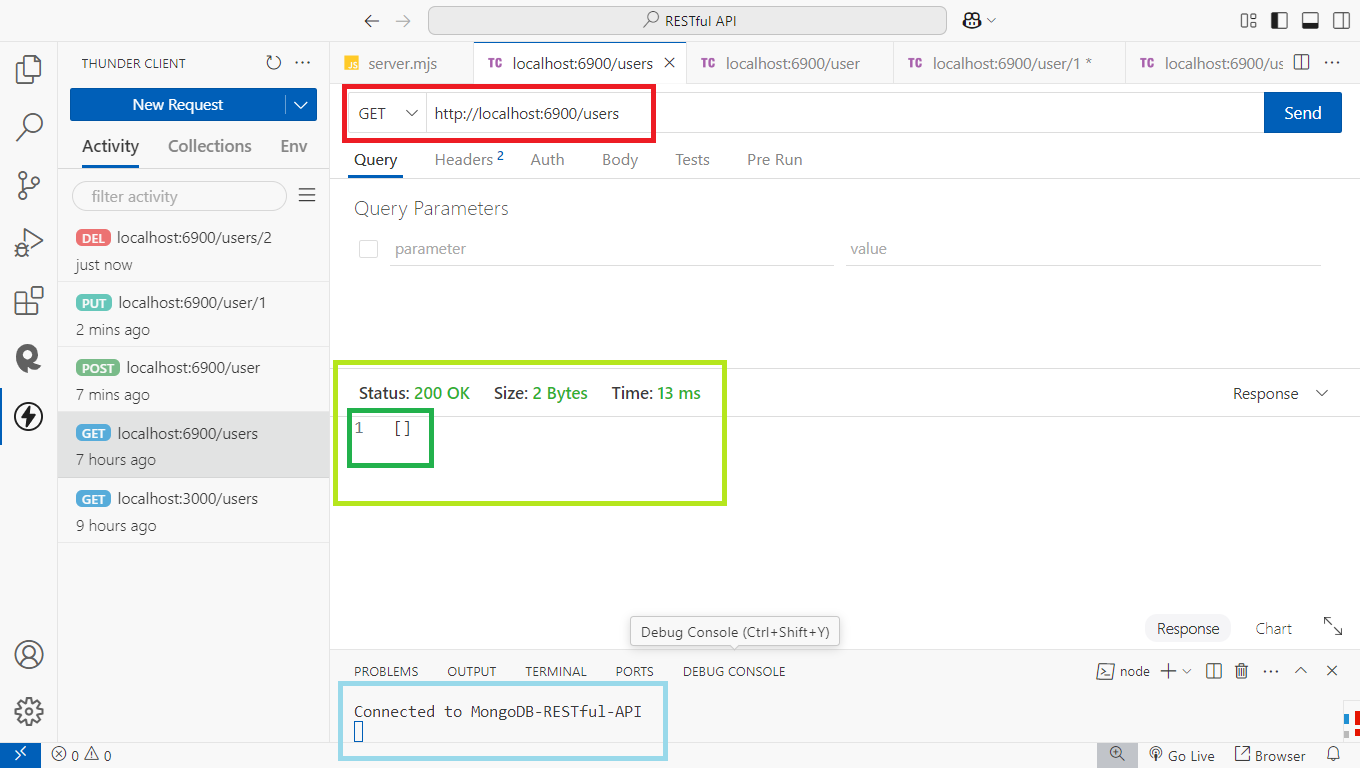 RESTful API
THUNDER CLIENT
New Request
Activity Collections Env
filter activity
DEL localhost:6900/users/2
just now
PUT localhost:6900/user/1
2 mins ago
POST localhost:6900/user
7 mins ago
GET localhost:6900/users
7 hours ago
GET localhost:3000/users
9 hours ago
JS server.mjs
TC localhost:6900/users
TC localhost:6900/user
TC localhost:6900/user/1 *
TC localhost:6900/us
GET http://localhost:6900/users Send
Query Headers 2 Auth Body Tests Pre Run
Query Parameters
parameter value
Status: 200 OK Size: 2 Bytes Time: 13 ms Response
1 []
Response Chart
Debug Console (Ctrl+Shift+Y)
PROBLEMS OUTPUT TERMINAL PORTS DEBUG CONSOLE node
Connected to MongoDB-RESTful-API
0 0 Go Live Browser